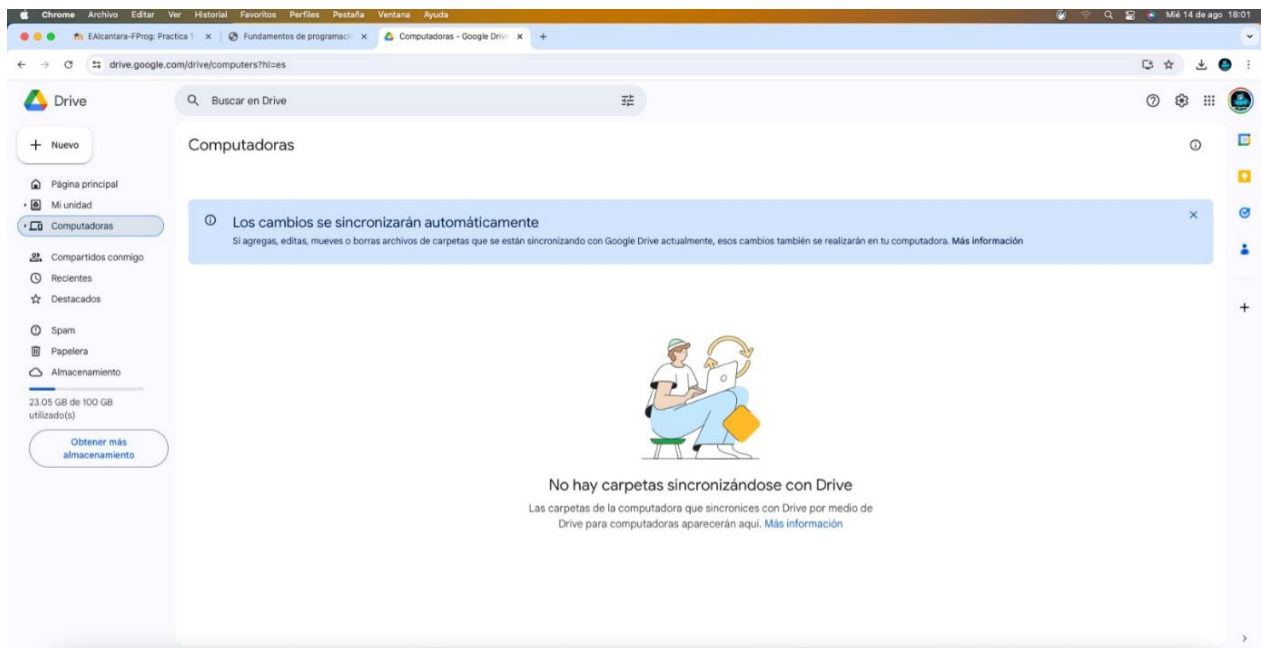 Chrome Archivo Editar Ver Historial Favoritos Perfiles Pestaña Ventana Ayuda
Mié 14 de ago 18:01
EAlcantara-FProg: Practica 1
Fundamentos de programació
Computadoras - Google Driv
drive.google.com/drive/computers?hl=es
Drive
Buscar en Drive
Nuevo
Computadoras
Página principal
Mi unidad
Computadoras
Compartidos conmigo
Recientes
Destacados
Spam
Papelera
Almacenamiento
23.05 GB de 100 GB
utilizado(s)
Obtener más
almacenamiento
Los cambios se sincronizarán automáticamente
Si agregas, editas, mueves o borras archivos de carpetas que se están sincronizando con Google Drive actualmente, esos cambios también se realizarán en tu computadora. Más información
No hay carpetas sincronizándose con Drive
Las carpetas de la computadora que sincronices con Drive por medio de
Drive para computadoras aparecerán aquí. Más información